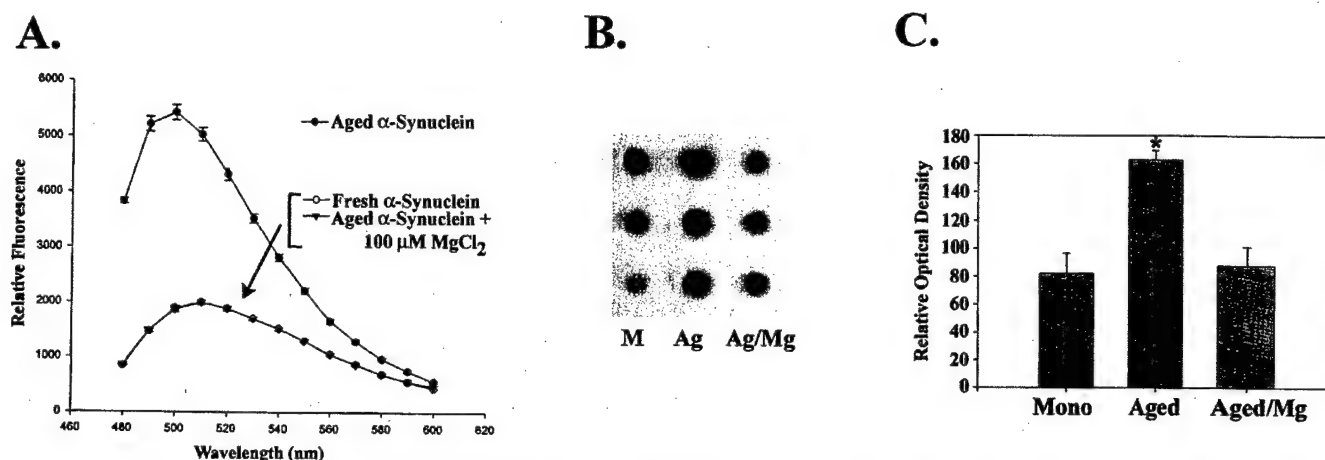 A.
6000
5000
4000
3000
2000
1000
0
Relative Fluorescence
460 480 500 520 540 560 580 600 620
Wavelength (nm)
Aged α-Synuclein
Fresh α-Synuclein
Aged α-Synuclein +
100 μM MgCl₂
B.
M Ag Ag/Mg
C.
180
160
140
120
100
80
60
40
20
0
Relative Optical Density
*
Mono Aged Aged/Mg